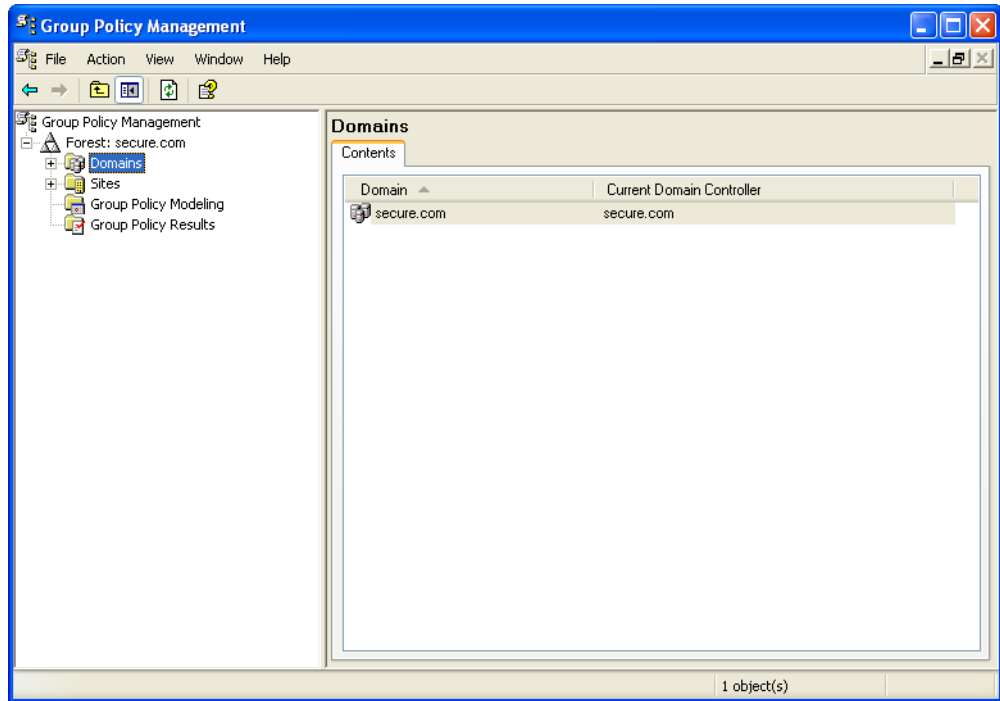 Group Policy Management
File Action View Window Help
Group Policy Management
Forest: secure.com
Domains
Sites
Group Policy Modeling
Group Policy Results
Domains
Contents
Domain Current Domain Controller
secure.com secure.com
1 object(s)